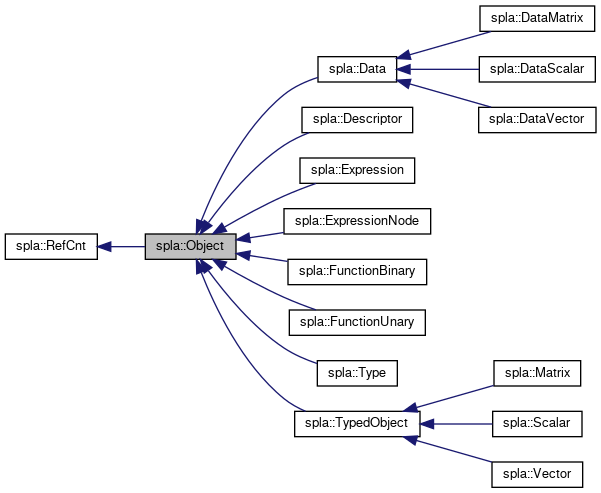 spla::DataMatrix
spla::Data
spla::DataScalar
spla::DataVector
spla::Descriptor
spla::Expression
spla::ExpressionNode
spla::RefCnt
spla::Object
spla::FunctionBinary
spla::FunctionUnary
spla::Type
spla::Matrix
spla::TypedObject
spla::Scalar
spla::Vector